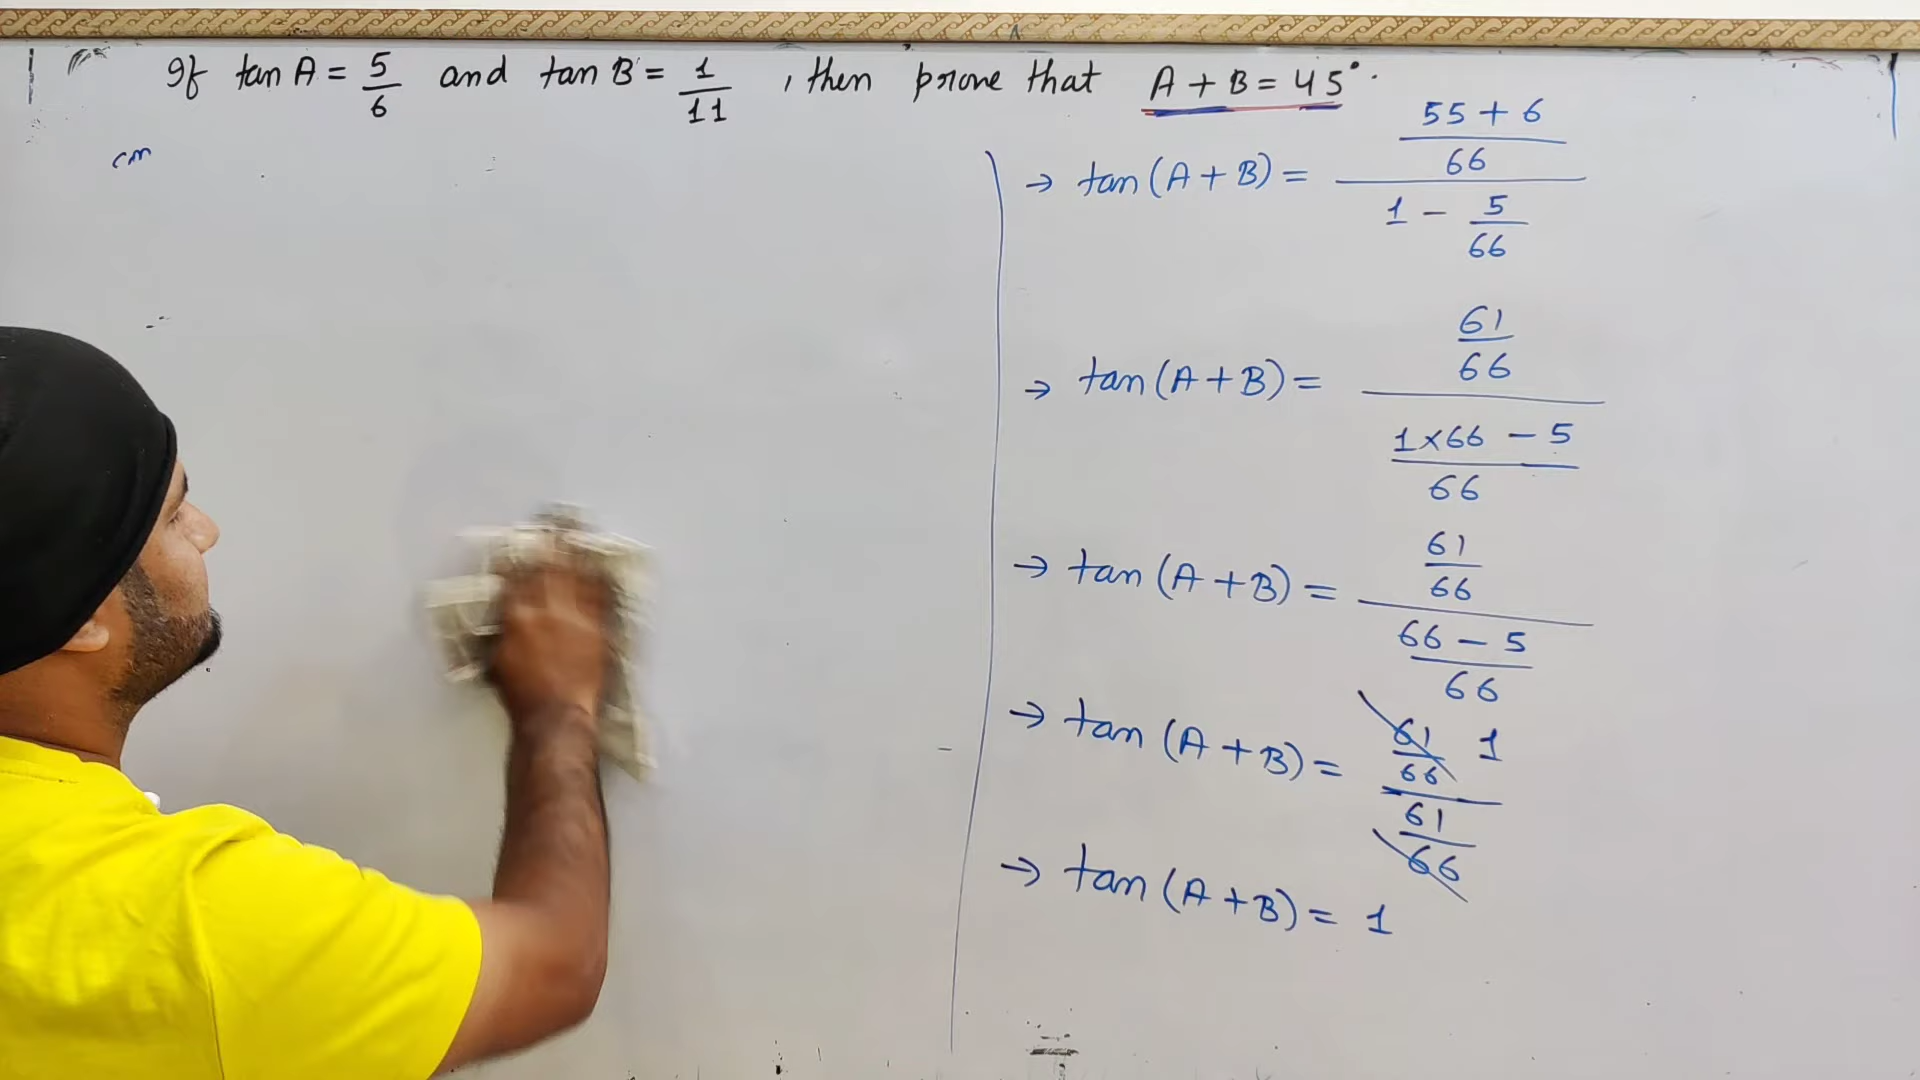 If tan A = 5/6 and tan B = 1/11 , then prove that A + B = 45°.
→ tan (A + B) = ((55 + 6)/66)/(1 - 5/66)
→ tan (A + B) = (61/66)/((1×66 - 5)/66)
→ tan (A + B) = (61/66)/((66 - 5)/66)
→ tan (A + B) = (61/66)/(61/66) 1
→ tan (A + B) = 1